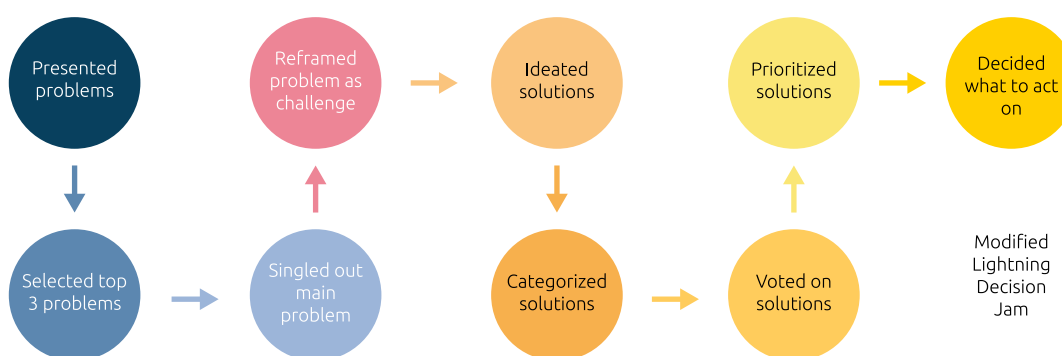 Presented
problems
Selected top
3 problems
Singled out
main
problem
Reframed
problem as
challenge
Ideated
solutions
Categorized
solutions
Voted on
solutions
Prioritized
solutions
Decided
what to act
on
Modified
Lightning
Decision
Jam